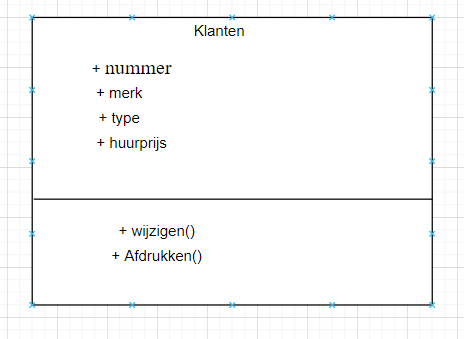 Klanten
+ nummer
+ merk
+ type
+ huurprijs
+ wijzigen()
+ Afdrukken()